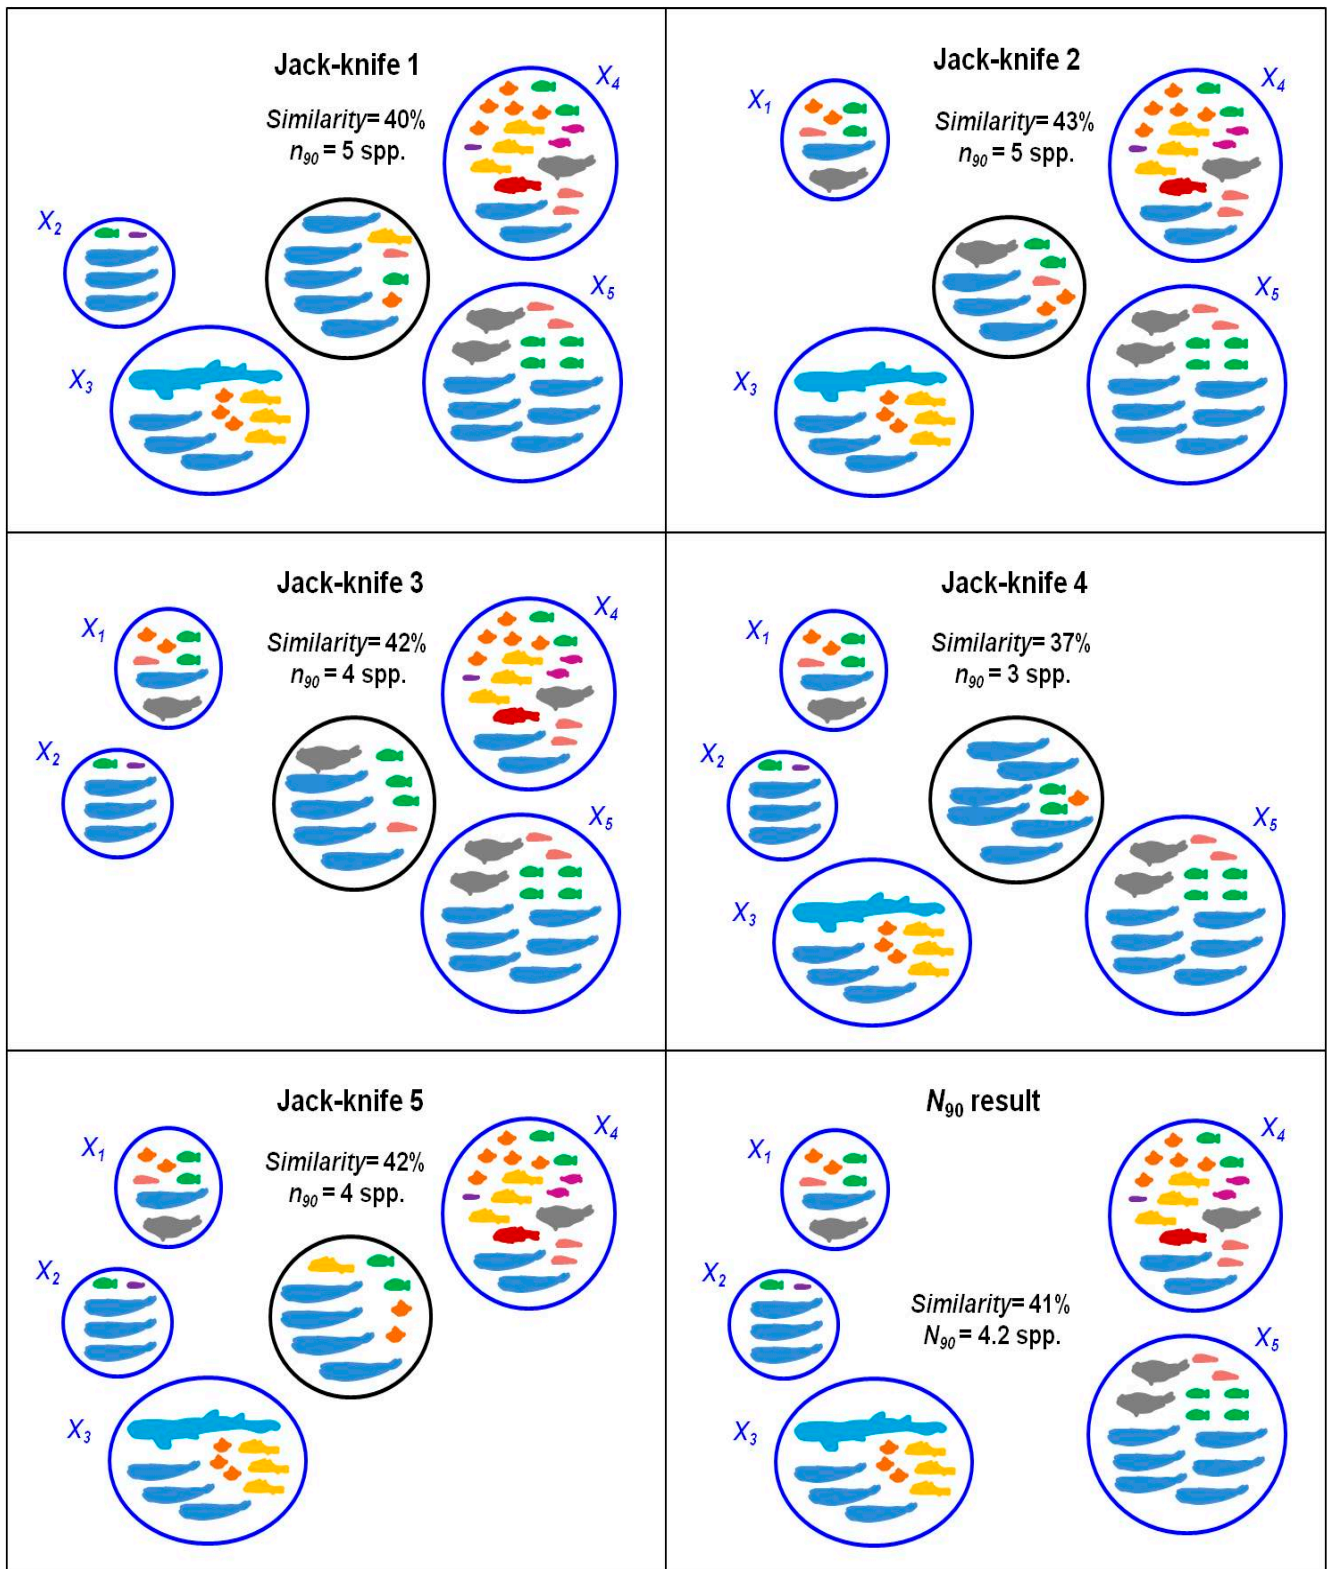 Jack-knife 1
Similarity= 40%
n90 = 5 spp.
X4
X2
X5
X3
Jack-knife 2
X1
Similarity= 43%
n90 = 5 spp.
X4
X5
X3
Jack-knife 3
X1
Similarity= 42%
n90 = 4 spp.
X4
X2
X5
Jack-knife 4
X1
Similarity= 37%
n90 = 3 spp.
X2
X5
X3
Jack-knife 5
X1
Similarity= 42%
n90 = 4 spp.
X4
X2
X3
N90 result
X1
X4
X2
Similarity= 41%
N90 = 4.2 spp.
X5
X3